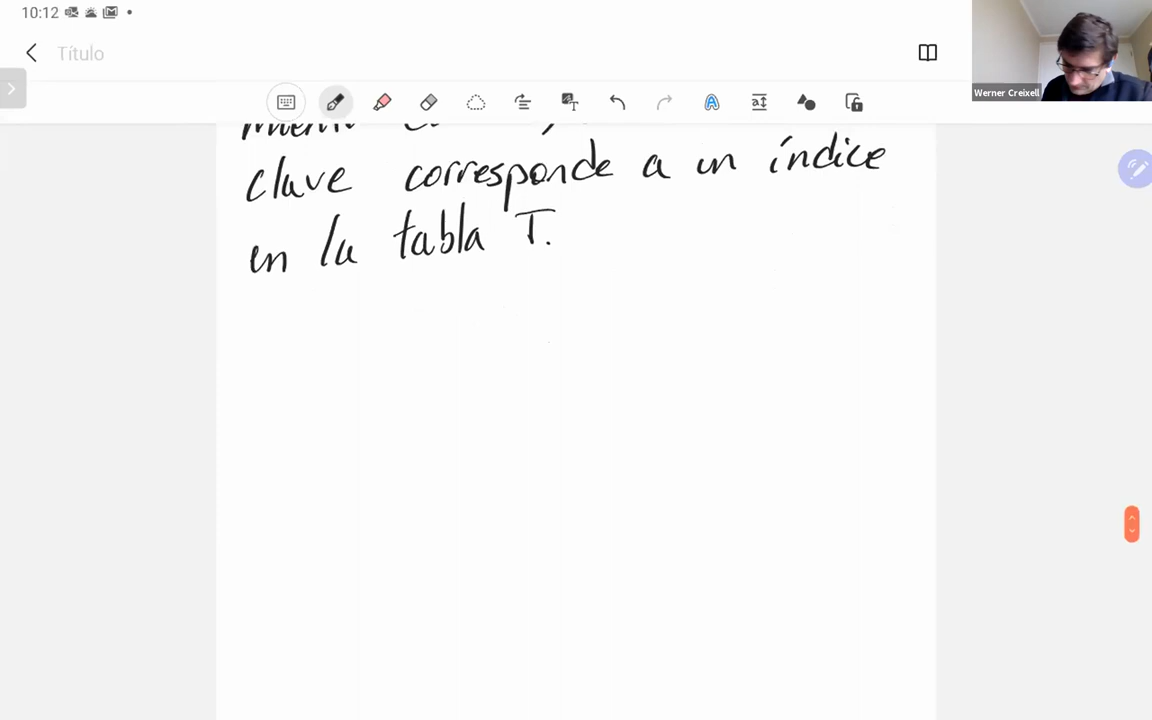 10:12
Título
Werner Creixell
clave corresponde a un índice
en la tabla T.